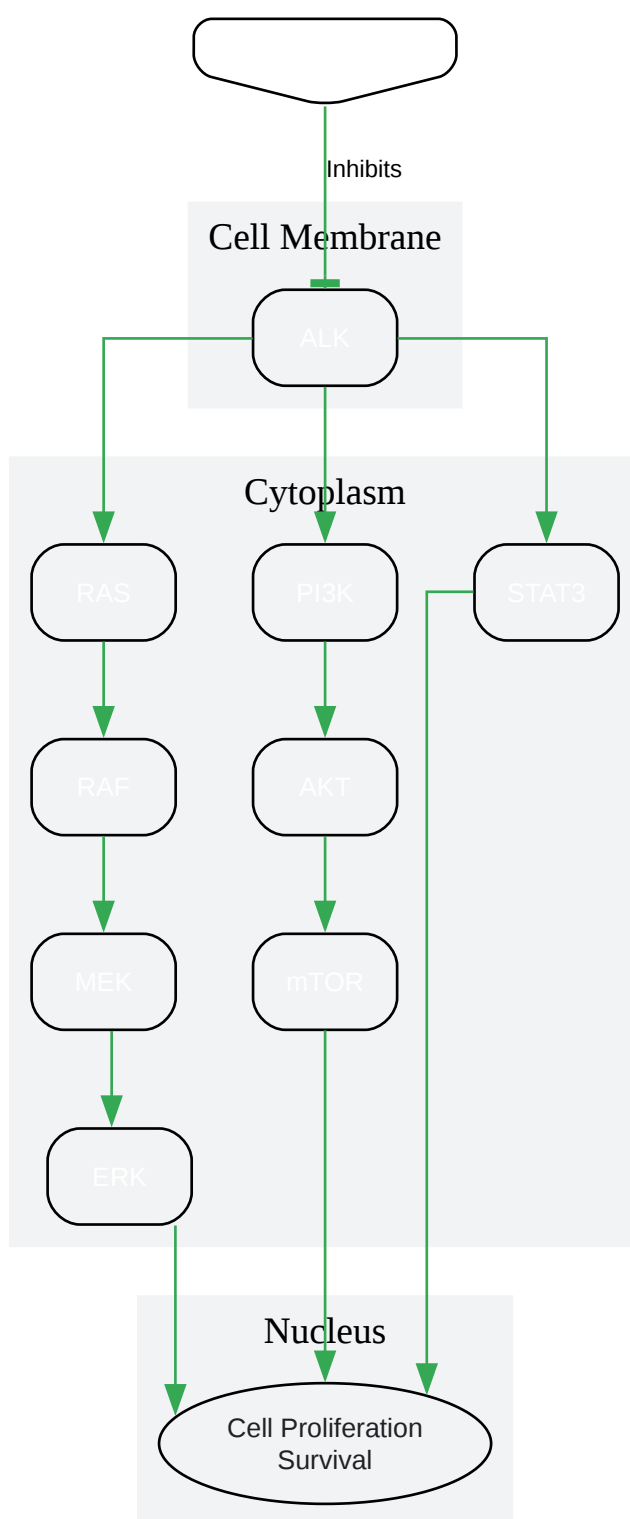 Inhibits
Cell Membrane
ALK
Cytoplasm
RAS
PI3K
STAT3
RAF
AKT
MEK
mTOR
ERK
Nucleus
Cell Proliferation
Survival